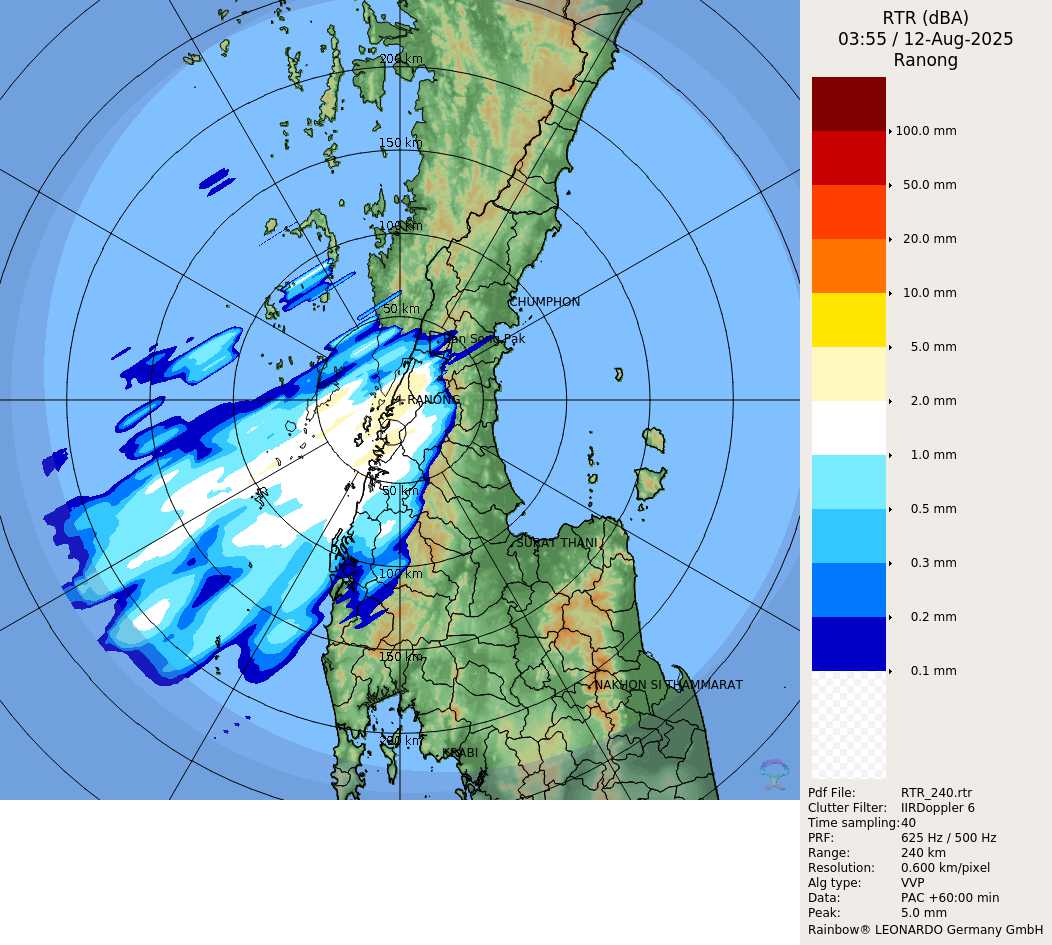 RTR (dBA)
03:55 / 12-Aug-2025
Ranong
200 km
150 km
100 km
50 km
CHUMPHON
RANONG
50 km
SURAT THANI
100 km
150 km
NAKHON SI THAMMARAT
200 km
KRABI
100.0 mm
50.0 mm
20.0 mm
10.0 mm
5.0 mm
2.0 mm
1.0 mm
0.5 mm
0.3 mm
0.2 mm
0.1 mm
Pdf File: RTR_240.rtr
Clutter Filter: IIRDoppler 6
Time sampling:40
PRF: 625 Hz / 500 Hz
Range: 240 km
Resolution: 0.600 km/pixel
Alg type: VVP
Data: PAC +60:00 min
Peak: 5.0 mm
Rainbow® LEONARDO Germany GmbH